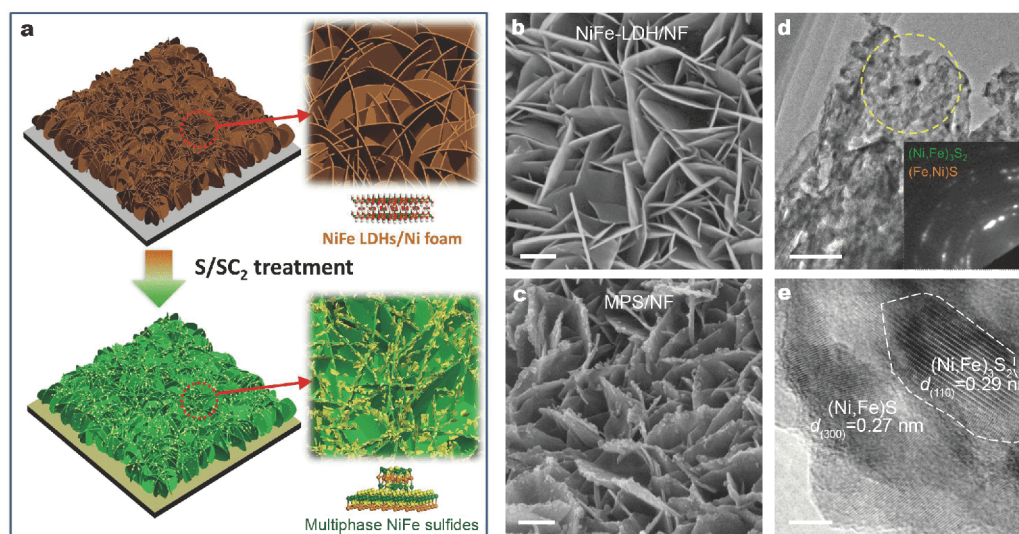 a
NiFe LDHs/Ni foam
S/SC₂ treatment
Multiphase NiFe sulfides
b
NiFe-LDH/NF
c
MPS/NF
d
(Ni,Fe)₃S₂
(Fe,Ni)S
e
(Ni,Fe)₃S₂
d(110)=0.29 n
(Ni,Fe)S
d(300)=0.27 nm